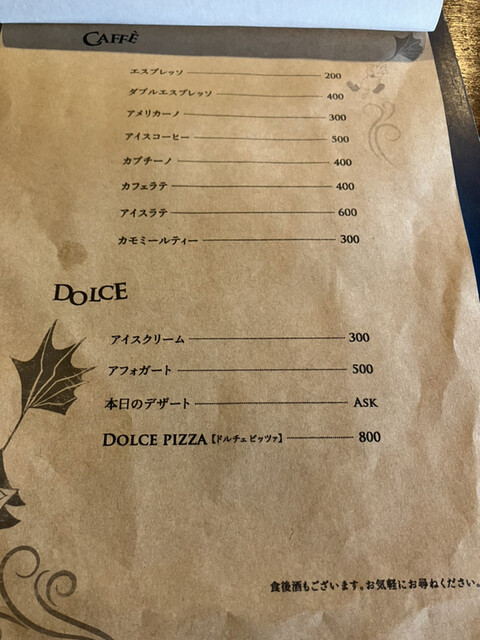 CAFFÈ
エスプレッソ 200
ダブルエスプレッソ 400
アメリカーノ 300
アイスコーヒー 500
カプチーノ 400
カフェラテ 400
アイスラテ 600
カモミールティー 300
DOLCE
アイスクリーム 300
アフォガート 500
本日のデザート ASK
DOLCE PIZZA【ドルチェピッツァ】 800
食後酒もございます。お気軽にお尋ねください。